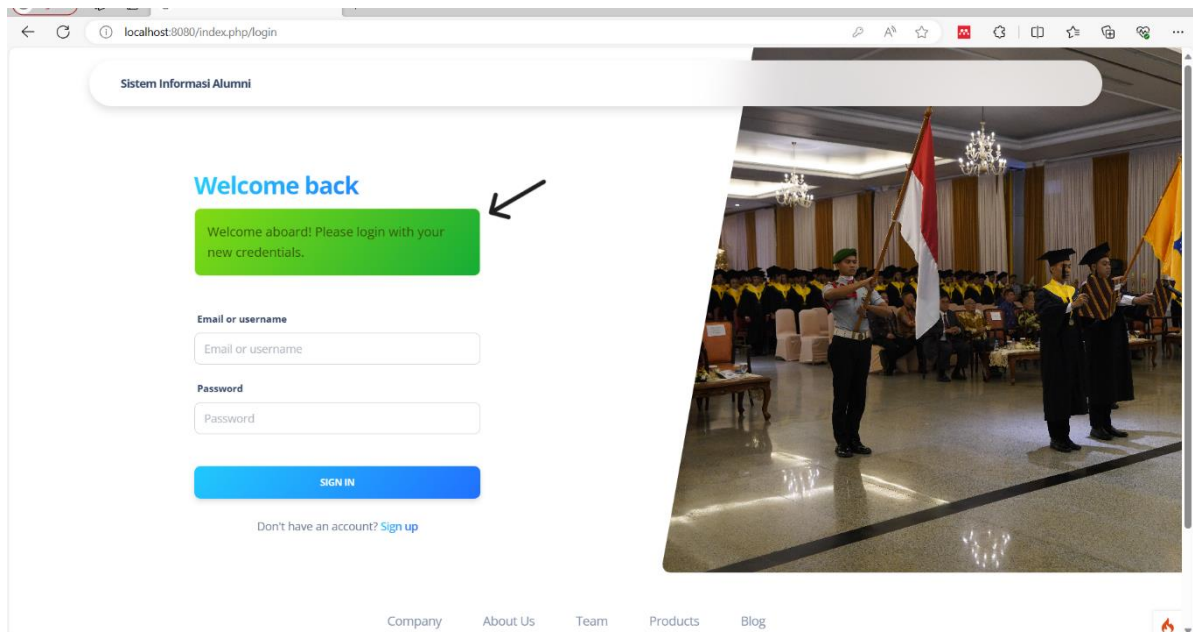 localhost:8080/index.php/login
Sistem Informasi Alumni
Welcome back
Welcome aboard! Please login with your
new credentials.
Email or username
Email or username
Password
Password
SIGN IN
Don't have an account? Sign up
Company About Us Team Products Blog